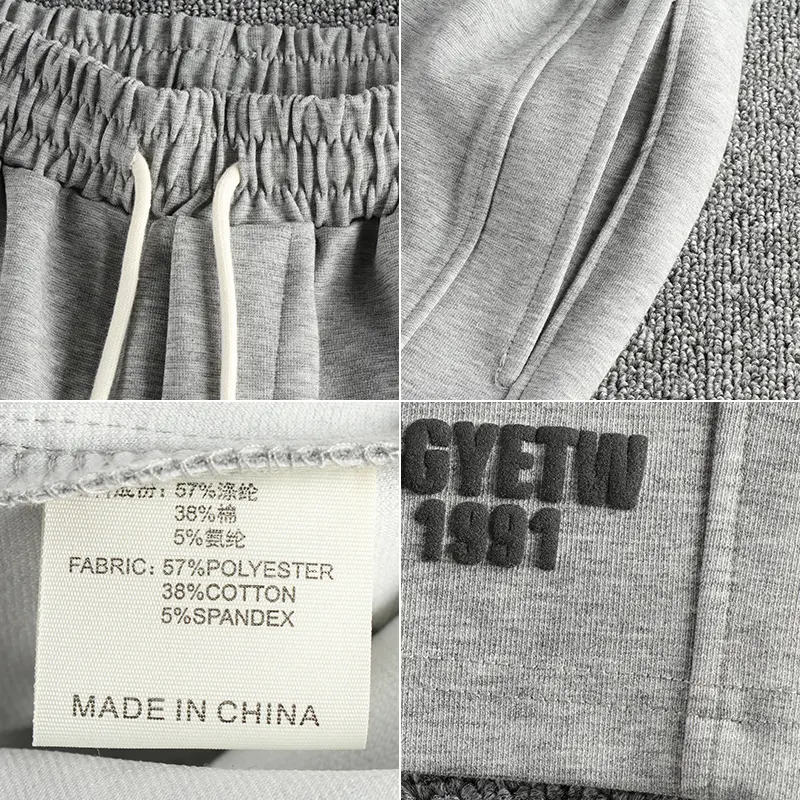 57%涤纶
38%棉
5%氨纶
FABRIC: 57%POLYESTER
38%COTTON
5%SPANDEX
MADE IN CHINA
GYETW
1991